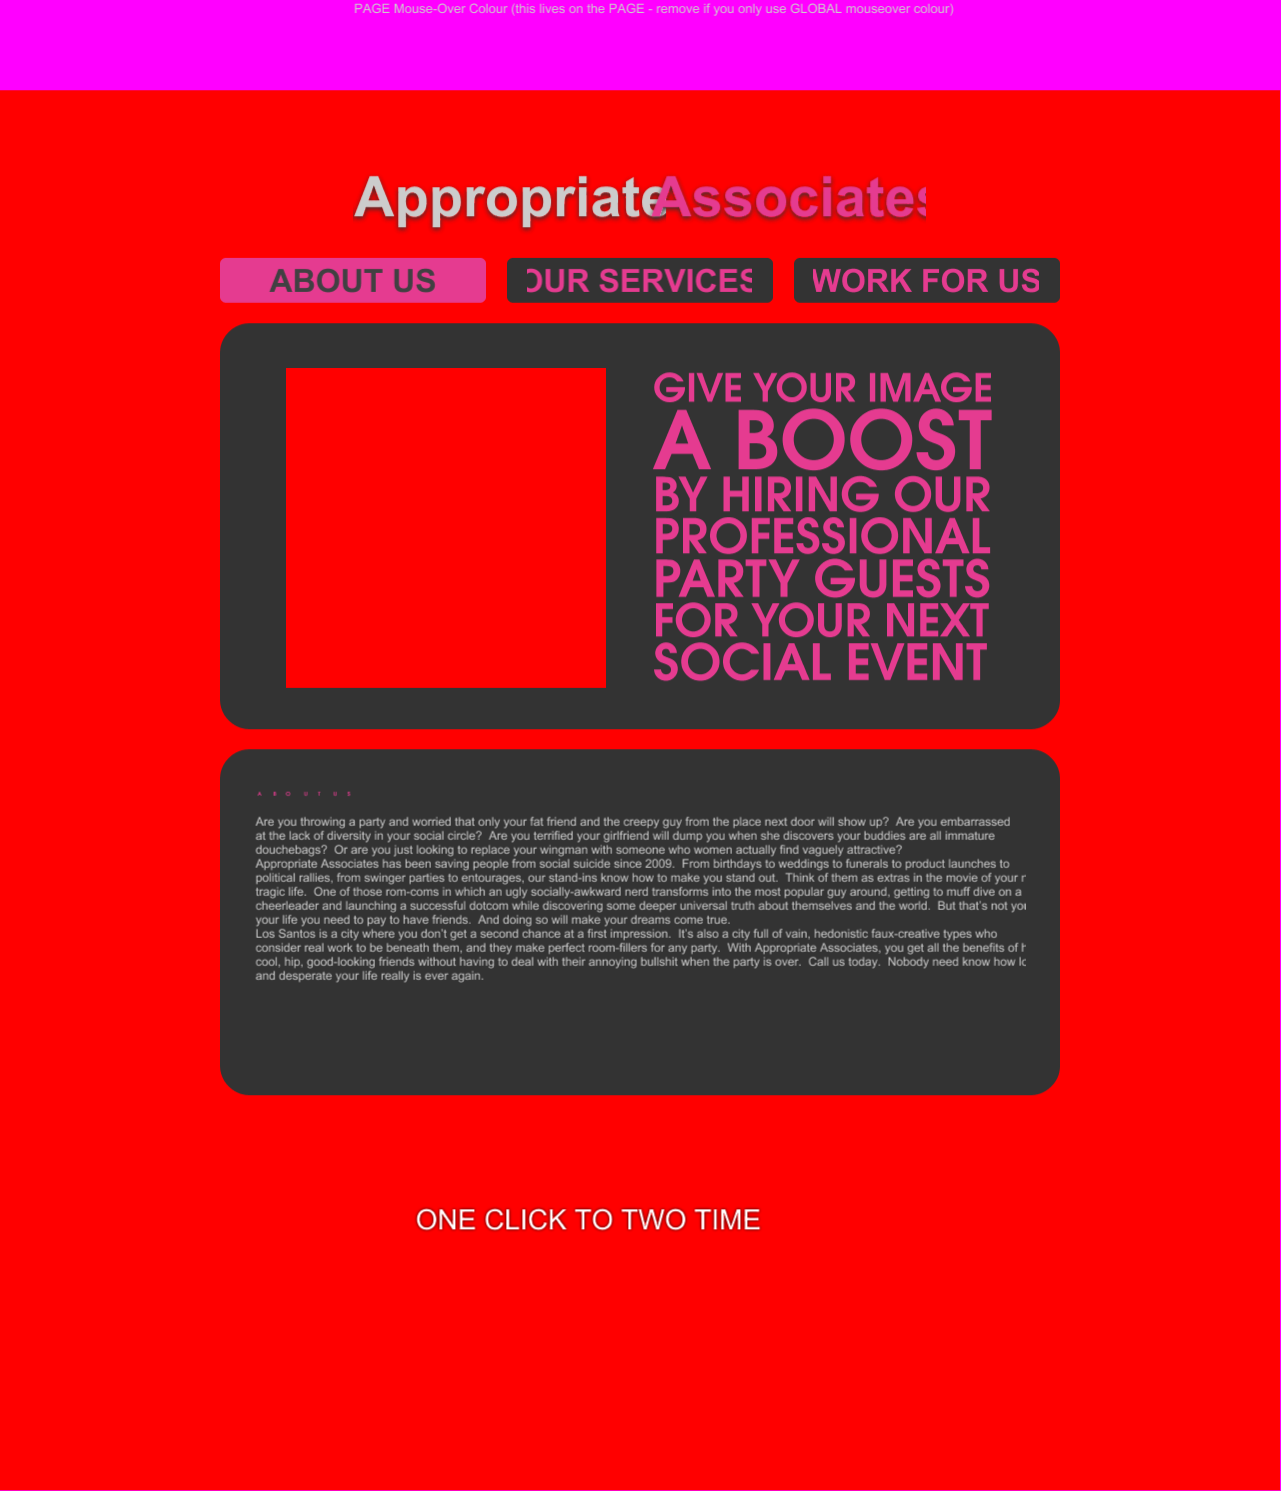 PAGE Mouse-Over Colour (this lives on the PAGE - remove if you only use GLOBAL mouseover colour)
Appropriate Associates
ABOUT US
OUR SERVICES
WORK FOR US
GIVE YOUR IMAGE
A BOOST
BY HIRING OUR
PROFESSIONAL
PARTY GUESTS
FOR YOUR NEXT
SOCIAL EVENT
ABOUT US
Are you throwing a party and worried that only your fat friend and the creepy guy from the place next door will show up?  Are you embarrassed
at the lack of diversity in your social circle?  Are you terrified your girlfriend will dump you when she discovers your buddies are all immature
douchebags?  Or are you just looking to replace your wingman with someone who women actually find vaguely attractive?
Appropriate Associates has been saving people from social suicide since 2009.  From birthdays to weddings to funerals to product launches to
political rallies, from swinger parties to entourages, our stand-ins know how to make you stand out.  Think of them as extras in the movie of your
tragic life.  One of those rom-coms in which an ugly socially-awkward nerd transforms into the most popular guy around, getting to muff dive on a
cheerleader and launching a successful dotcom while discovering some deeper universal truth about themselves and the world.  But that's not
your life you need to pay to have friends.  And doing so will make your dreams come true.
Los Santos is a city where you don't get a second chance at a first impression.  It's also a city full of vain, hedonistic faux-creative types who
consider real work to be beneath them, and they make perfect room-fillers for any party.  With Appropriate Associates, you get all the benefits of
cool, hip, good-looking friends without having to deal with their annoying bullshit when the party is over.  Call us today.  Nobody need know how
and desperate your life really is ever again.
ONE CLICK TO TWO TIME